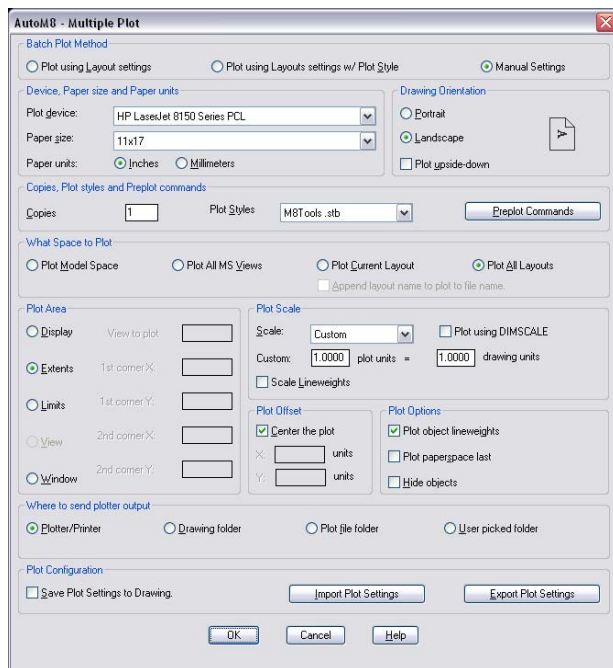 AutoM8 - Multiple Plot
Batch Plot Method
Plot using Layout settings
Plot using Layouts settings w/ Plot Style
Manual Settings
Device, Paper size and Paper units
Plot device:
HP LaserJet 8150 Series PCL
Paper size:
11x17
Paper units:
Inches
Millimeters
Drawing Orientation
Portrait
Landscape
A
Plot upside-down
Copies, Plot styles and Preplot commands
Copies
1
Plot Styles
M8Tools .stb
Preplot Commands
What Space to Plot
Plot Model Space
Plot All MS Views
Plot Current Layout
Plot All Layouts
Append layout name to plot to file name.
Plot Area
Display
View to plot
Extents
1st corner X:
Limits
1st corner Y:
View
2nd corner X:
Window
2nd corner Y:
Plot Scale
Scale:
Custom
Plot using DIMSCALE
Custom:
1.0000
plot units =
1.0000
drawing units
Scale Lineweights
Plot Offset
Center the plot
X:
units
Y:
units
Plot Options
Plot object lineweights
Plot paperspace last
Hide objects
Where to send plotter output
Plotter/Printer
Drawing folder
Plot file folder
User picked folder
Plot Configuration
Save Plot Settings to Drawing.
Import Plot Settings
Export Plot Settings
OK
Cancel
Help